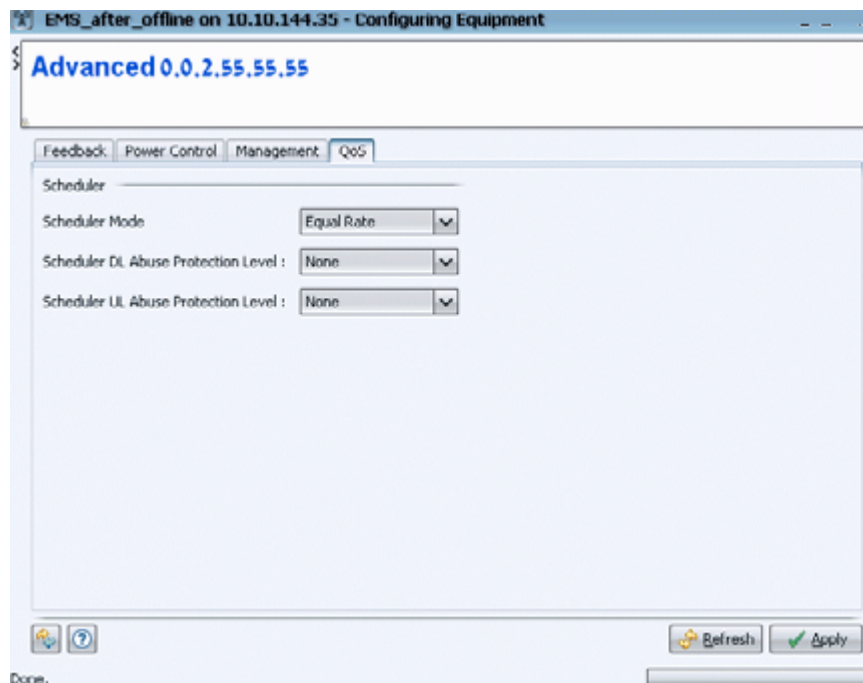 EMS_after_offline on 10.10.144.35 - Configuring Equipment
Advanced 0.0.2.55.55.55
Feedback Power Control Management QoS
Scheduler
Scheduler Mode Equal Rate
Scheduler DL Abuse Protection Level : None
Scheduler UL Abuse Protection Level : None
Refresh Apply
Done.